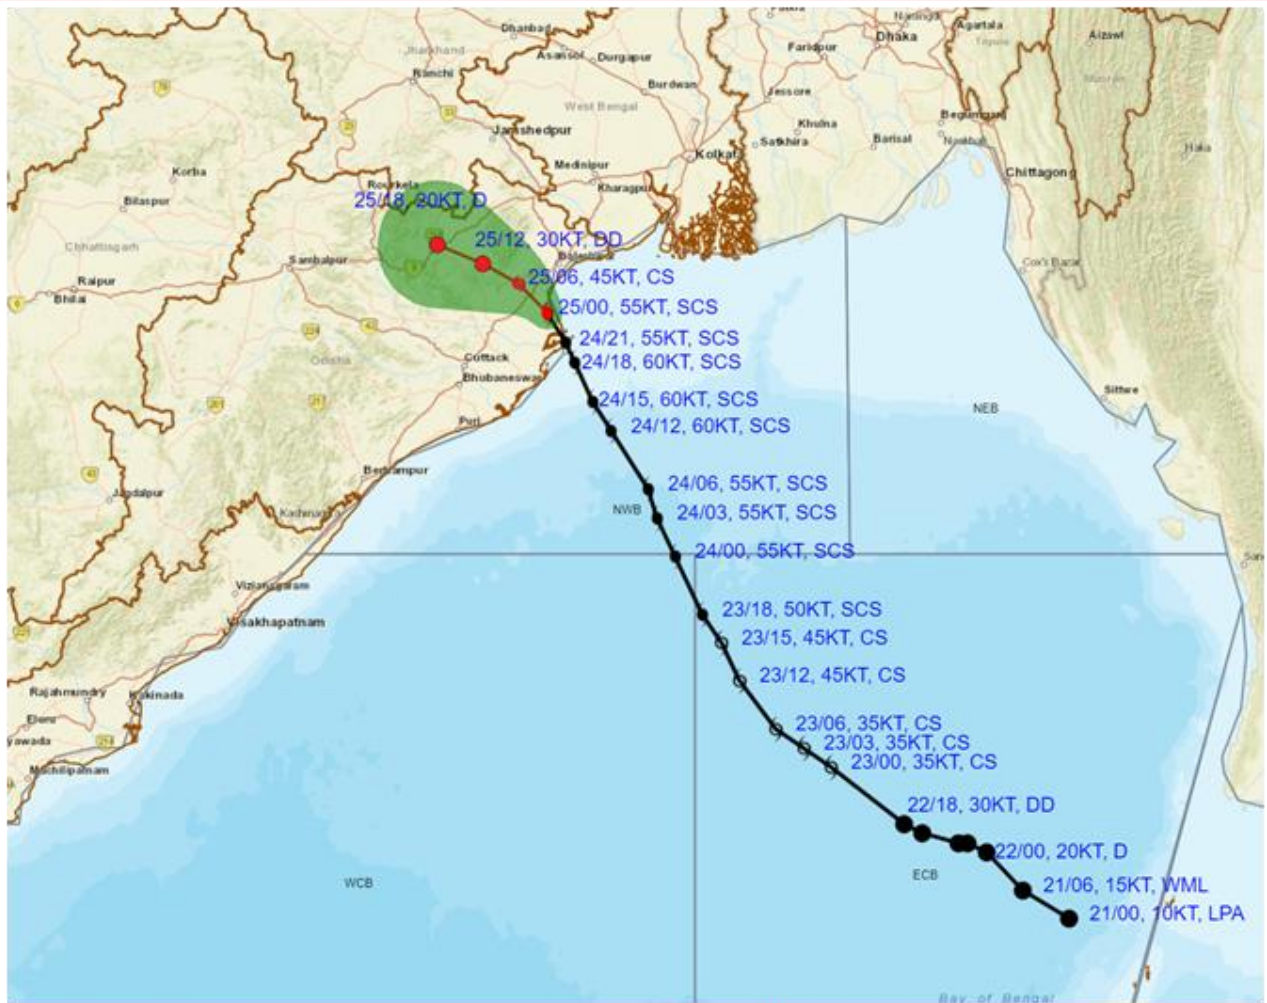 Dhanbad
Narainga
Agartala
Jharkhand
Faridpur
Dhaka
Aizawl
Asansol
Durgapur
Ranchi
Burdwan
Jessore
West Bengal
Khulna
Barisal
Jamshedpur
Kolkata
Satkhira
Haka
Korba
Medinipur
Chittagong
Rourkela
Kharagpur
25/18, 20KT, D
Bilaspur
Chhattisgarh
25/12, 30KT, DD
Sambalpur
Cox's Bazar
Raipur
25/06, 45KT, CS
Bhilai
25/00, 55KT, SCS
24/21, 55KT, SCS
Odisha
Cuttack
24/18, 60KT, SCS
Bhubaneswar
Sittwe
24/15, 60KT, SCS
NEB
Puri
24/12, 60KT, SCS
Berhampur
24/06, 55KT, SCS
Jagdalpur
NWB
24/03, 55KT, SCS
24/00, 55KT, SCS
Vizianagaram
23/18, 50KT, SCS
Visakhapatnam
23/15, 45KT, CS
23/12, 45KT, CS
Rajahmundry
Kakinada
Eluru
23/06, 35KT, CS
yawada
23/03, 35KT, CS
23/00, 35KT, CS
Machilipatnam
22/18, 30KT, DD
22/00, 20KT, D
WCB
ECB
21/06, 15KT, WML
21/00, 10KT, LPA
Bay of Bengal